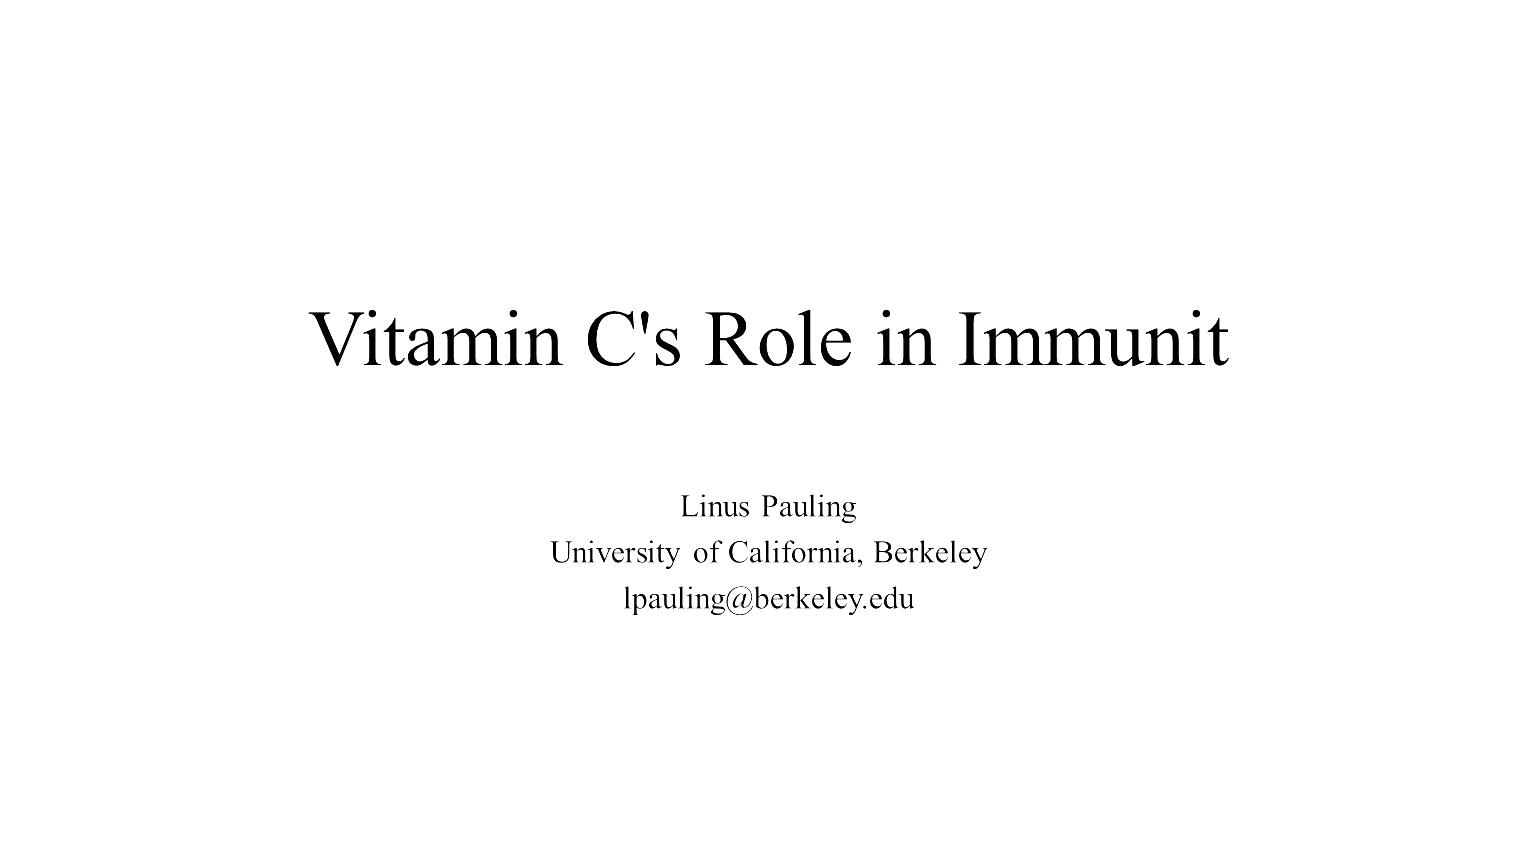 Vitamin C's Role in Immunit
Linus Pauling
University of California, Berkeley
lpauling@berkeley.edu